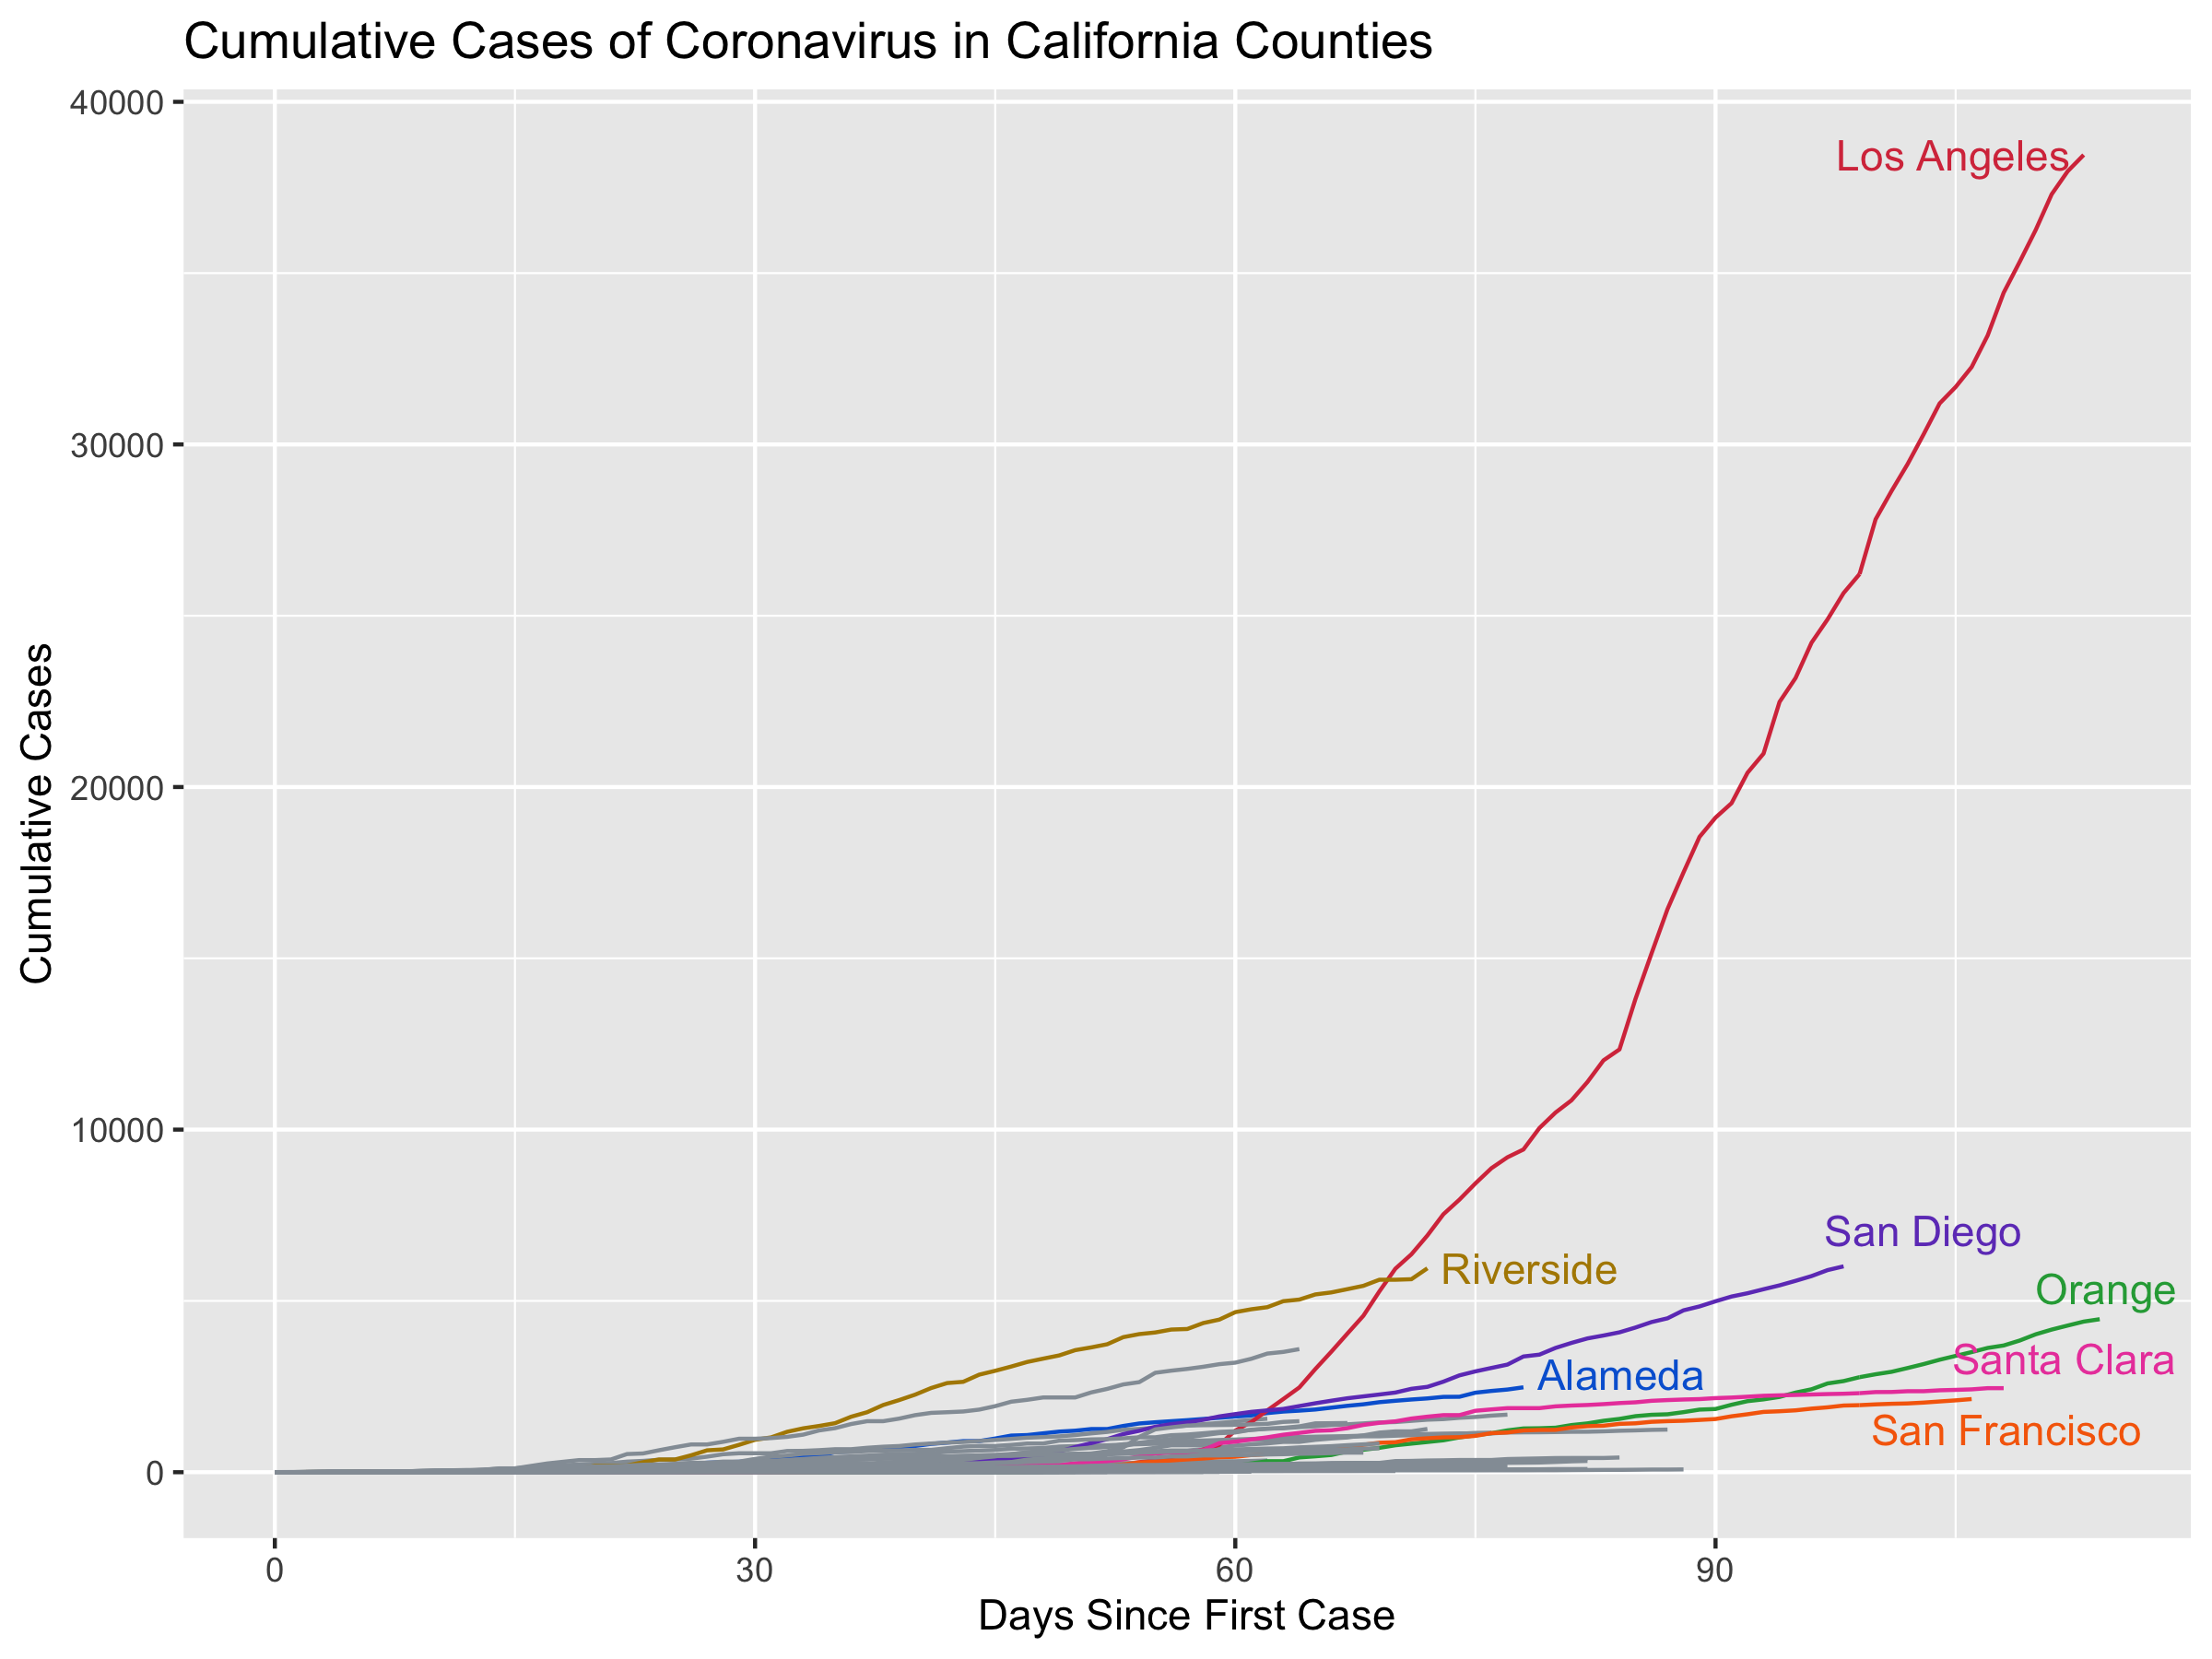 Cumulative Cases of Coronavirus in California Counties
40000
Los Angeles
30000
Cumulative Cases
20000
10000
San Diego
Riverside
Orange
Santa Clara
Alameda
San Francisco
0
0 30 60 90
Days Since First Case